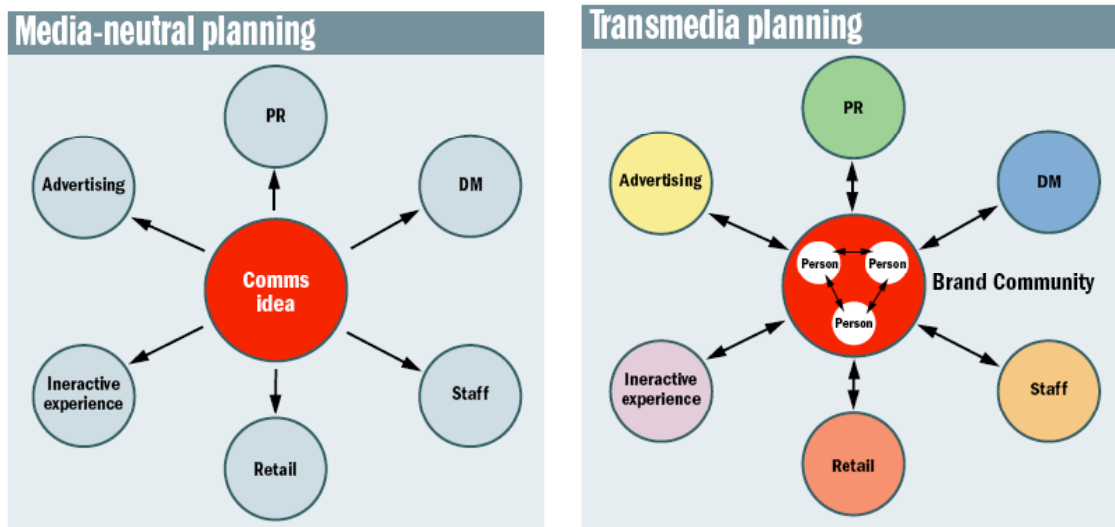 Media-neutral planning
PR
Advertising
DM
Comms
idea
Ineractive
experience
Staff
Retail
Transmedia planning
PR
Advertising
DM
Person
Person
Person
Brand Community
Ineractive
experience
Staff
Retail